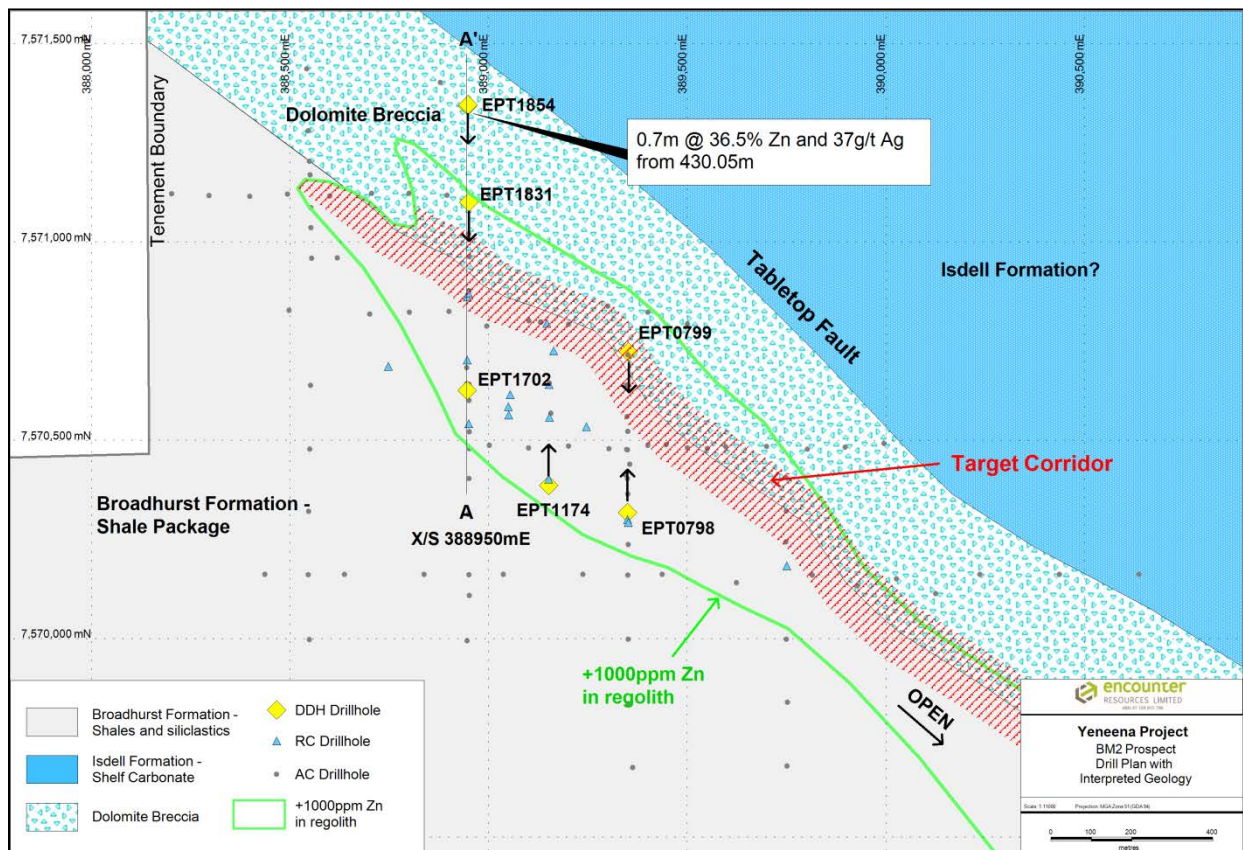 7,571,500 mN
388,000 mE
388,500 mE
A'
389,000 mE
389,500 mE
390,000 mE
390,500 mE
EPT1854
Dolomite Breccia
0.7m @ 36.5% Zn and 37g/t Ag
from 430.05m
Tenement Boundary
EPT1831
7,571,000 mN
Tabletop Fault
Isdell Formation?
EPT0799
EPT1702
7,570,500 mN
Target Corridor
Broadhurst Formation -
Shale Package
A
X/S 388950mE
EPT1174
EPT0798
7,570,000 mN
+1000ppm Zn
in regolith
OPEN
Broadhurst Formation -
Shales and siliclastics
Isdell Formation -
Shelf Carbonate
Dolomite Breccia
DDH Drillhole
RC Drillhole
AC Drillhole
+1000ppm Zn
in regolith
encounter
RESOURCES LIMITED
Yeneena Project
BM2 Prospect
Drill Plan with
Interpreted Geology
Projection: MGA Zone 51 (GDA94)
0 100 200 400
metres